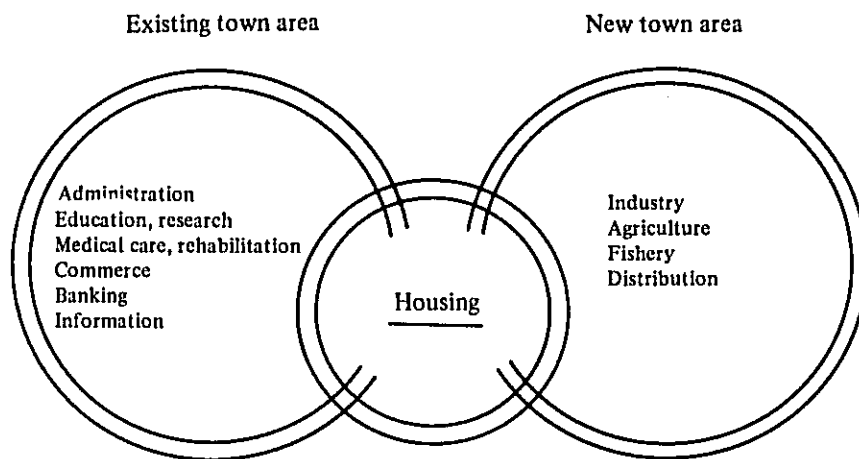 Existing town area
New town area
Administration
Education, research
Medical care, rehabilitation
Commerce
Banking
Information
Housing
Industry
Agriculture
Fishery
Distribution